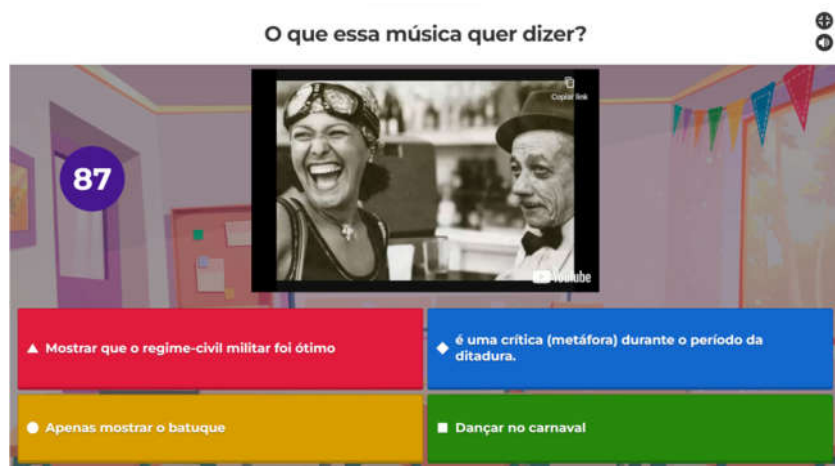 O que essa música quer dizer?
Copiar link
87
YouTube
Mostrar que o regime-civil militar foi ótimo
é uma crítica (metáfora) durante o período da
ditadura.
Apenas mostrar o batuque
Dançar no carnaval